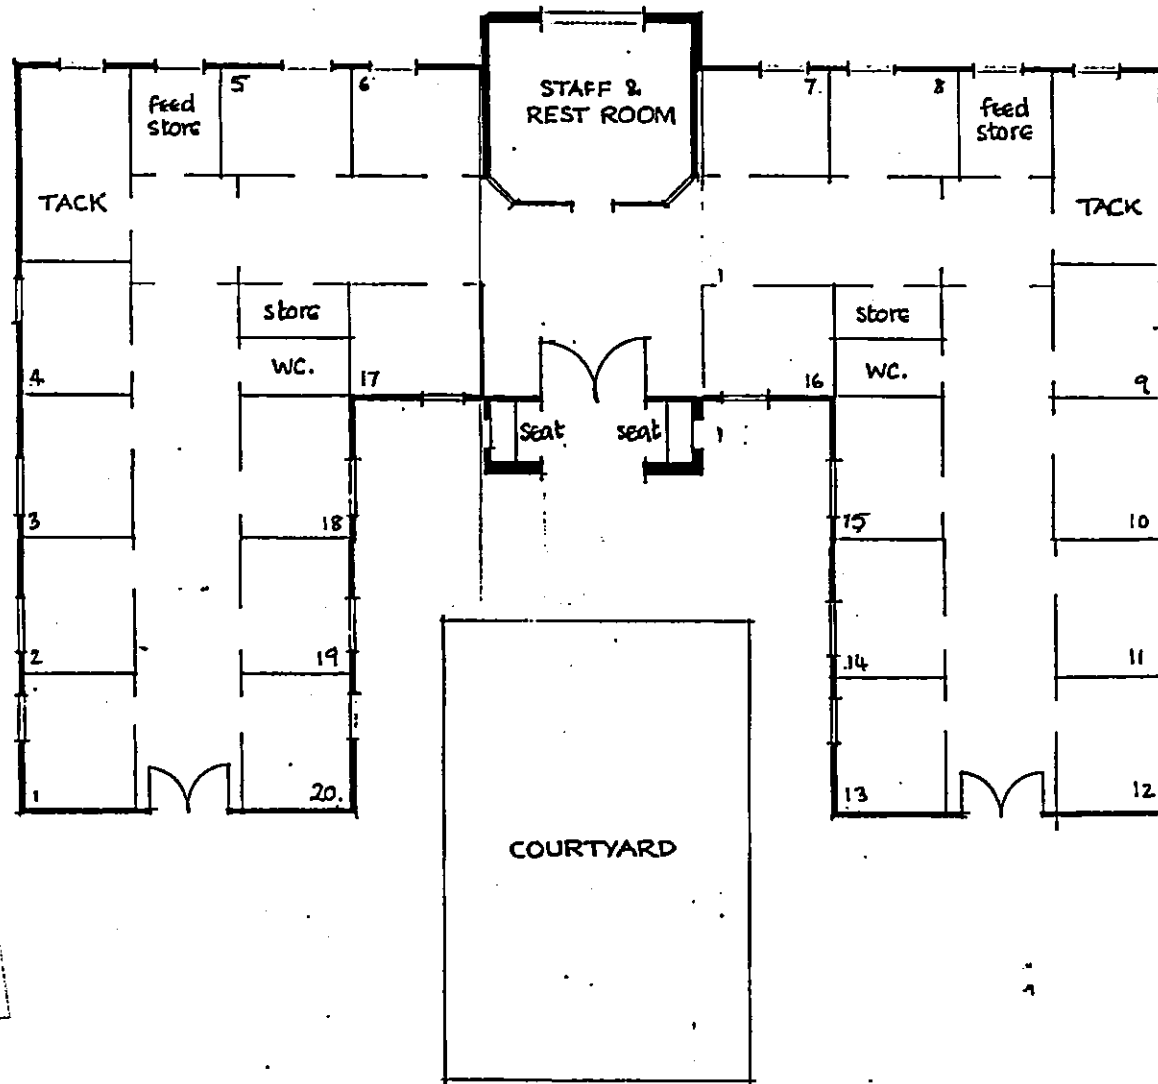 STAFF &
REST ROOM
5
6
7.
8
feed
store
feed
store
TACK
TACK
store
store
WC.
WC.
4
17
16
9
seat
seat
3
18
15
10
2
19
14
11
1
20.
13
12
COURTYARD